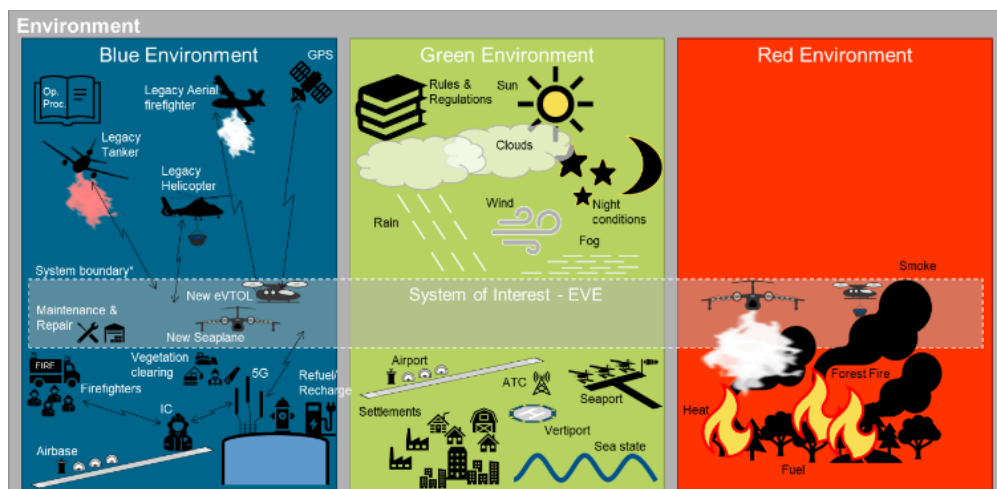 Environment
Blue Environment
GPS
Op.
Proc.
Legacy Aerial
firefighter
Legacy
Tanker
Legacy
Helicopter
System boundary*
New eVTOL
Maintenance &
Repair
New Seaplane
Vegetation
clearing
FIRE
5G
Refuel/
Recharge
Firefighters
IC
Airbase
Green Environment
Rules &
Regulations
Sun
Clouds
Rain
Wind
Night
conditions
Fog
System of Interest - EVE
Airport
ATC
Seaport
Settlements
Vertiport
Sea state
Red Environment
Smoke
Forest Fire
Heat
Fuel